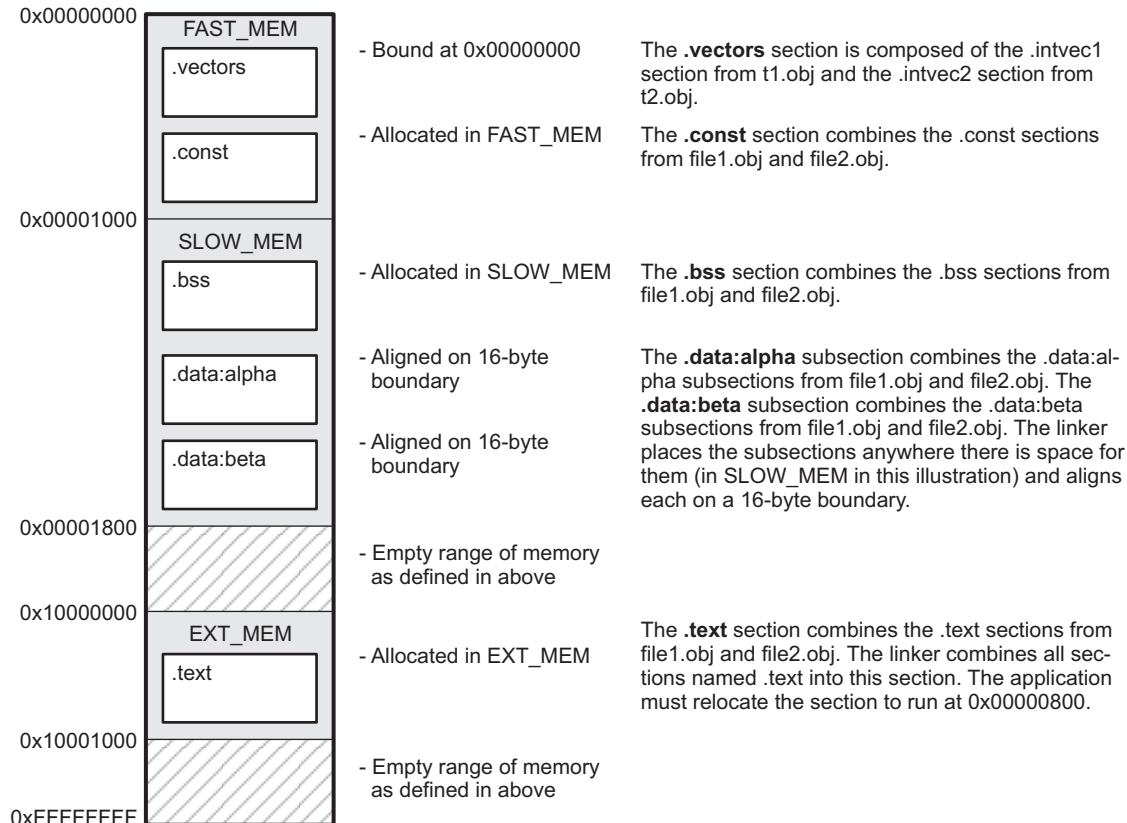 0x00000000
FAST_MEM
.vectors
- Bound at 0x00000000
The .vectors section is composed of the .intvec1
section from t1.obj and the .intvec2 section from
t2.obj.
.const
- Allocated in FAST_MEM
The .const section combines the .const sections
from file1.obj and file2.obj.
0x00001000
SLOW_MEM
.bss
- Allocated in SLOW_MEM
The .bss section combines the .bss sections from
file1.obj and file2.obj.
.data:alpha
- Aligned on 16-byte
boundary
.data:beta
- Aligned on 16-byte
boundary
The .data:alpha subsection combines the .data:al-
pha subsections from file1.obj and file2.obj. The
.data:beta subsection combines the .data:beta
subsections from file1.obj and file2.obj. The linker
places the subsections anywhere there is space for
them (in SLOW_MEM in this illustration) and aligns
each on a 16-byte boundary.
0x00001800
- Empty range of memory
as defined in above
0x10000000
EXT_MEM
.text
- Allocated in EXT_MEM
The .text section combines the .text sections from
file1.obj and file2.obj. The linker combines all sec-
tions named .text into this section. The application
must relocate the section to run at 0x00000800.
0x10001000
- Empty range of memory
as defined in above
0xFFFFFFFF